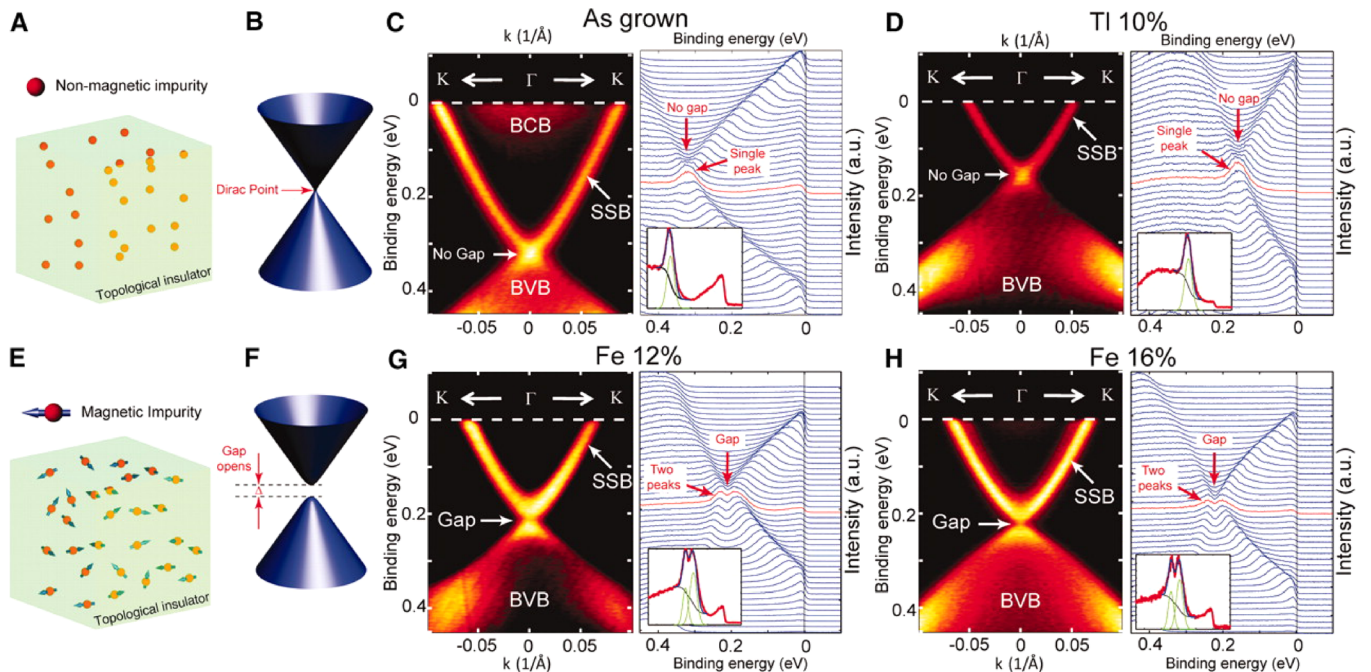 A
Non-magnetic impurity
Topological insulator
B
Dirac Point
C
As grown
k (1/Å)
K Γ K
BCB
SSB
No Gap
BVB
Binding energy (eV)
0
0.2
0.4
-0.05 0 0.05
Binding energy (eV)
No gap
Single
peak
0.4 0.2 0
Intensity (a.u.)
D
Tl 10%
k (1/Å)
K Γ K
SSB
No Gap
BVB
Binding energy (eV)
0
0.2
0.4
-0.05 0 0.05
Binding energy (eV)
No gap
Single
peak
0.4 0.2 0
Intensity (a.u.)
E
Magnetic Impurity
Topological insulator
F
Gap
opens
Δ
G
Fe 12%
K Γ K
SSB
Gap
BVB
Binding energy (eV)
0
0.2
0.4
-0.05 0 0.05
k (1/Å)
Gap
Two
peaks
0.4 0.2 0
Binding energy (eV)
Intensity (a.u.)
H
Fe 16%
K Γ K
SSB
Gap
BVB
Binding energy (eV)
0
0.2
0.4
-0.05 0 0.05
k (1/Å)
Gap
Two
peaks
0.4 0.2 0
Binding energy (eV)
Intensity (a.u.)